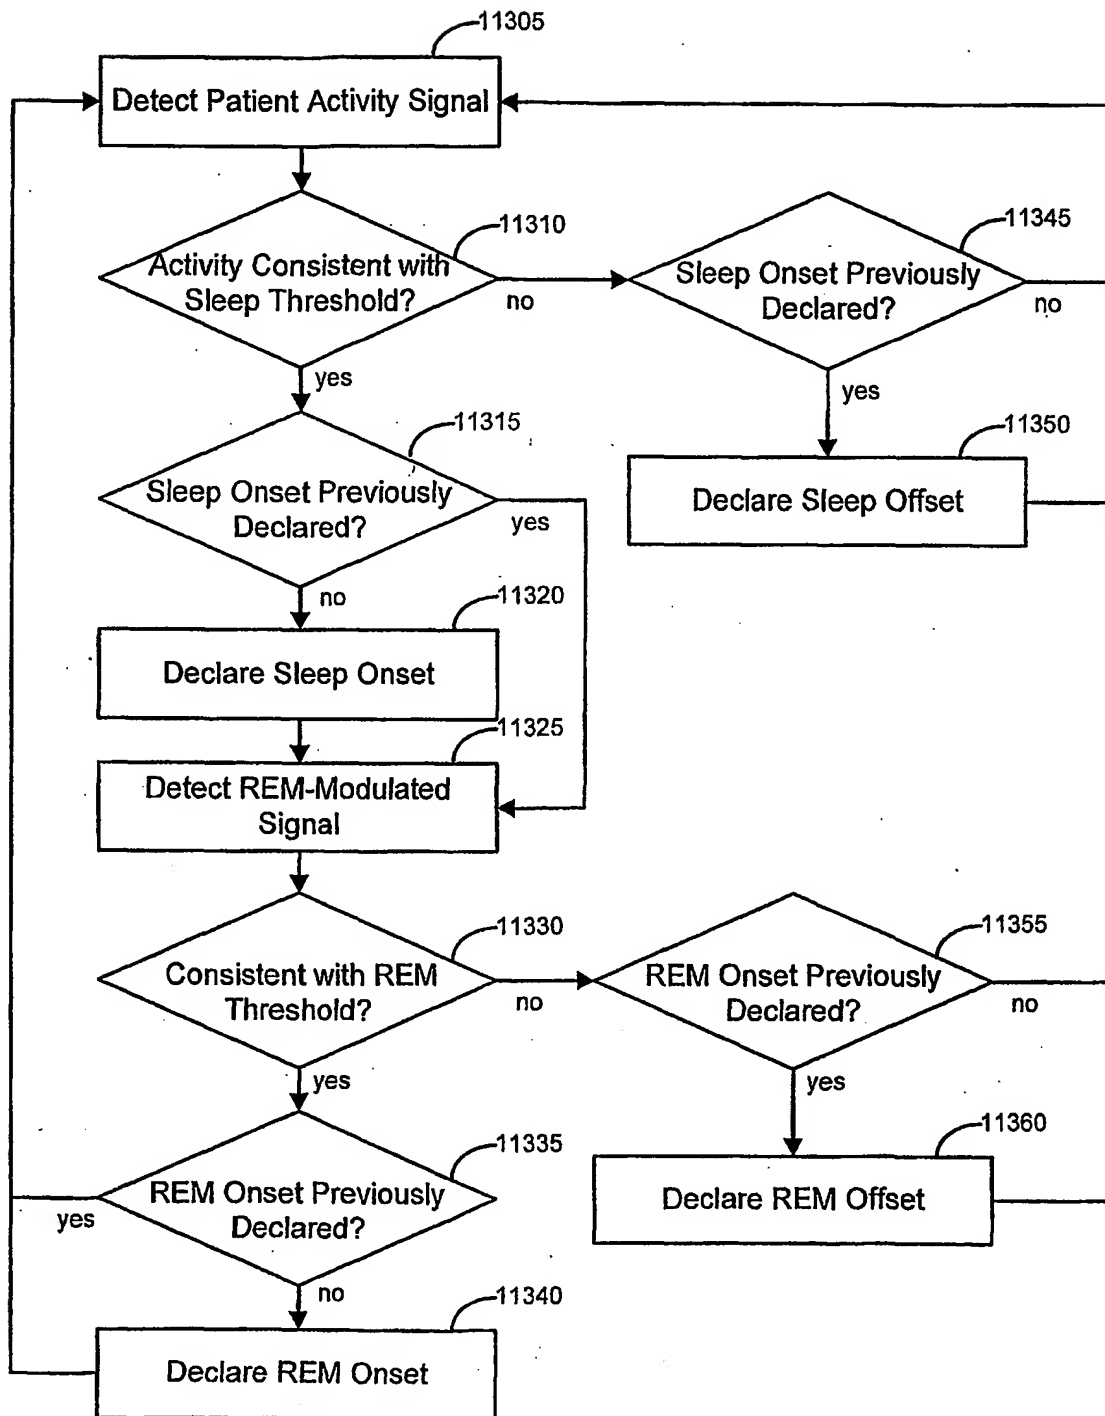 11305
Detect Patient Activity Signal
11310
Activity Consistent with
Sleep Threshold?
no
yes
11345
Sleep Onset Previously
Declared?
no
yes
11315
Sleep Onset Previously
Declared?
yes
no
11350
Declare Sleep Offset
11320
Declare Sleep Onset
11325
Detect REM-Modulated
Signal
11330
Consistent with REM
Threshold?
no
yes
11355
REM Onset Previously
Declared?
no
yes
11335
REM Onset Previously
Declared?
yes
no
11360
Declare REM Offset
11340
Declare REM Onset